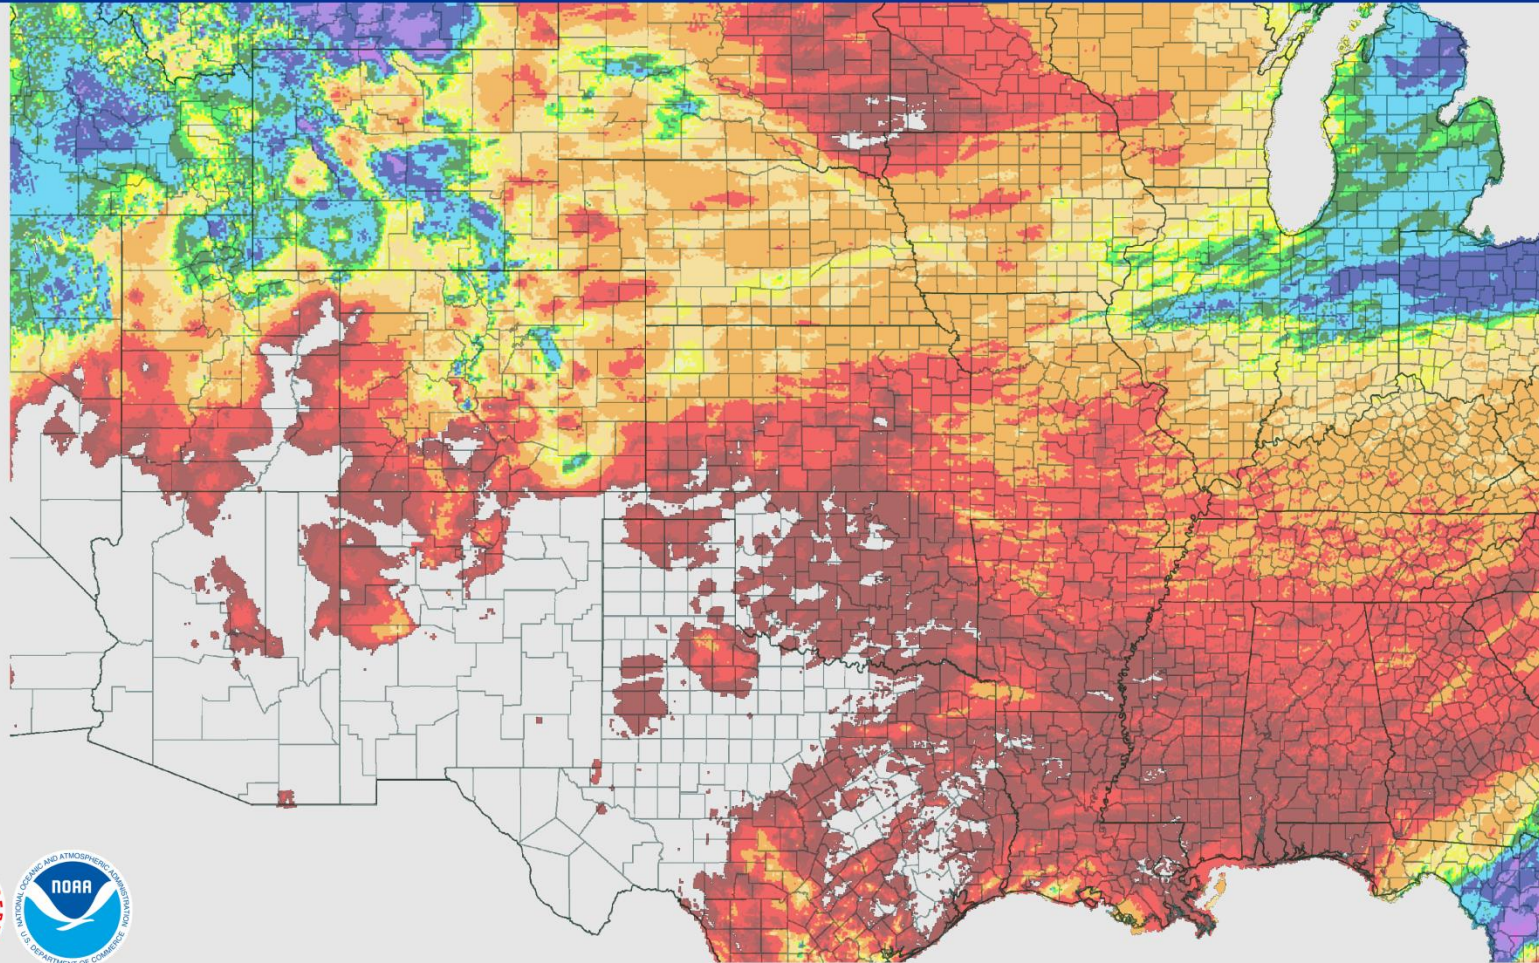 NATIONAL OCEANIC AND ATMOSPHERIC ADMINISTRATION
NOAA
U.S. DEPARTMENT OF COMMERCE